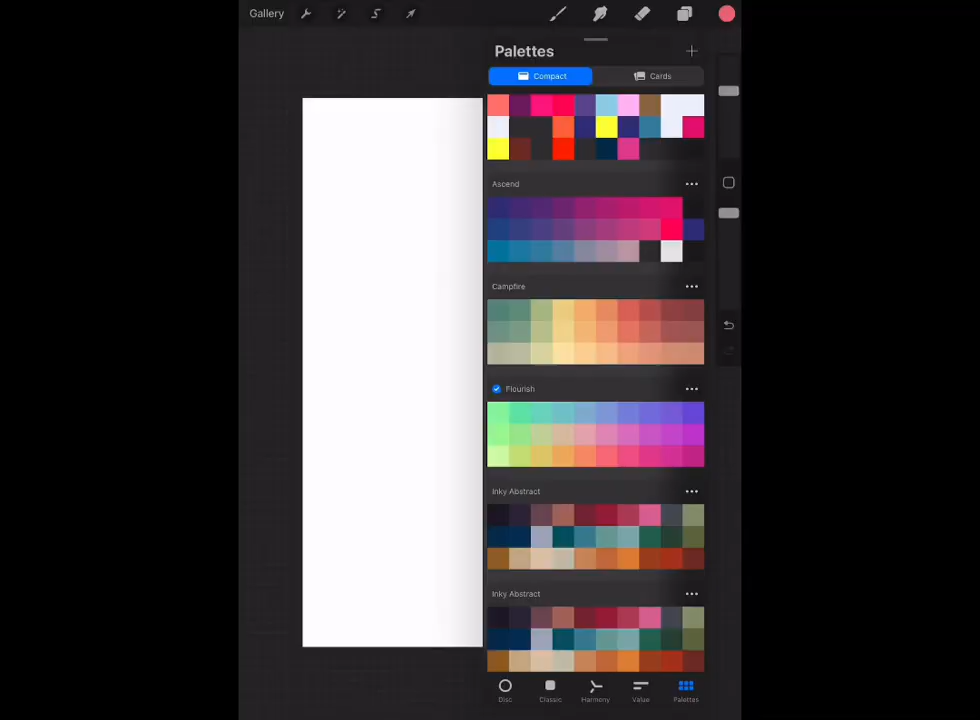 Gallery
Palettes
Compact
Cards
Ascend
Campfire
Flourish
Inky Abstract
Inky Abstract
Disc
Classic
Harmony
Value
Palettes